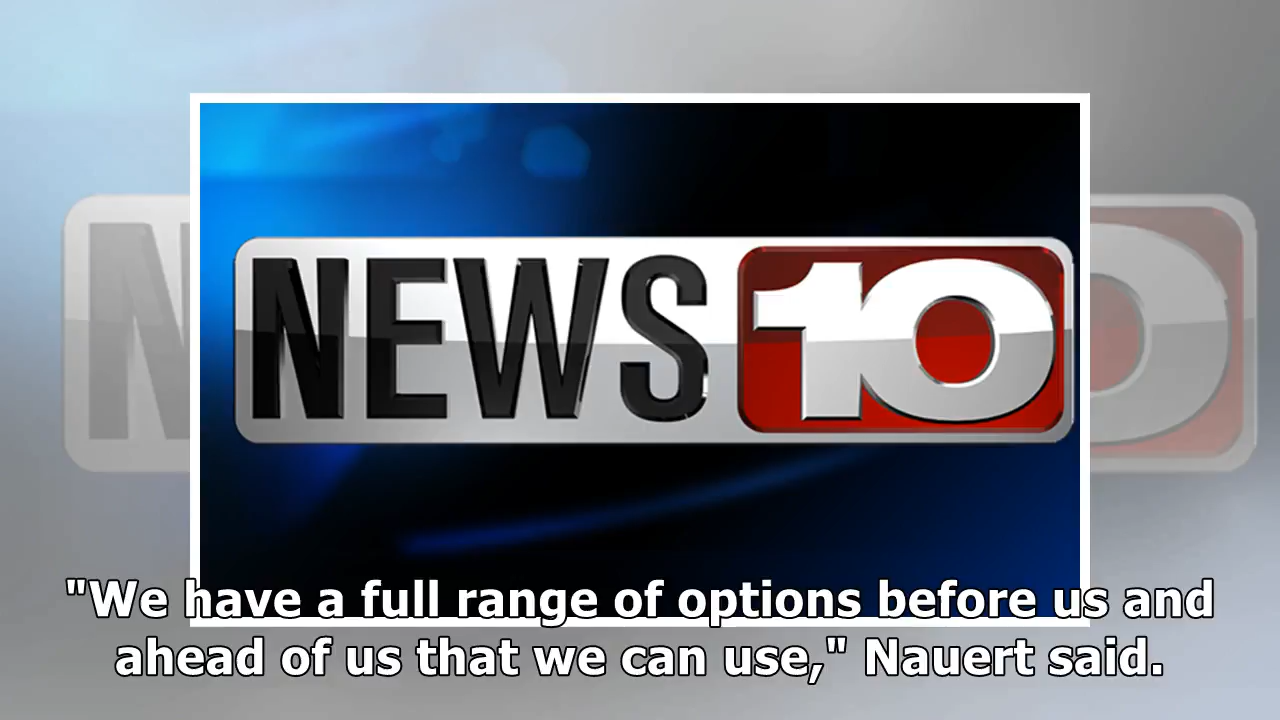 NEWS 10
"We have a full range of options before us and
ahead of us that we can use," Nauert said.